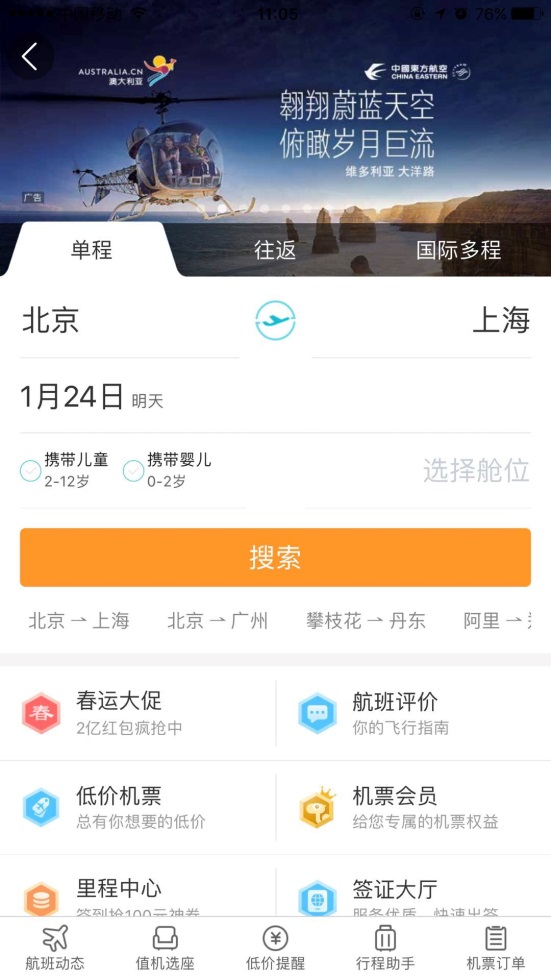 中国移动 11:05 76%
AUSTRALIA.CN
澳大利亚
中國東方航空
CHINA EASTERN
翱翔蔚蓝天空
俯瞰岁月巨流
维多利亚 大洋路
广告
单程 往返 国际多程
北京 上海
1月24日 明天
携带儿童 携带婴儿
2-12岁 0-2岁
选择舱位
搜索
北京 ⇀ 上海 北京 ⇀ 广州 攀枝花 ⇀ 丹东 阿里 ⇀
春 春运大促 航班评价
2亿红包疯抢中 你的飞行指南
低价机票 机票会员
总有你想要的低价 给您专属的机票权益
里程中心 签证大厅
签到抢100元神券 服务优质，快速出签
航班动态 值机选座 低价提醒 行程助手 机票订单